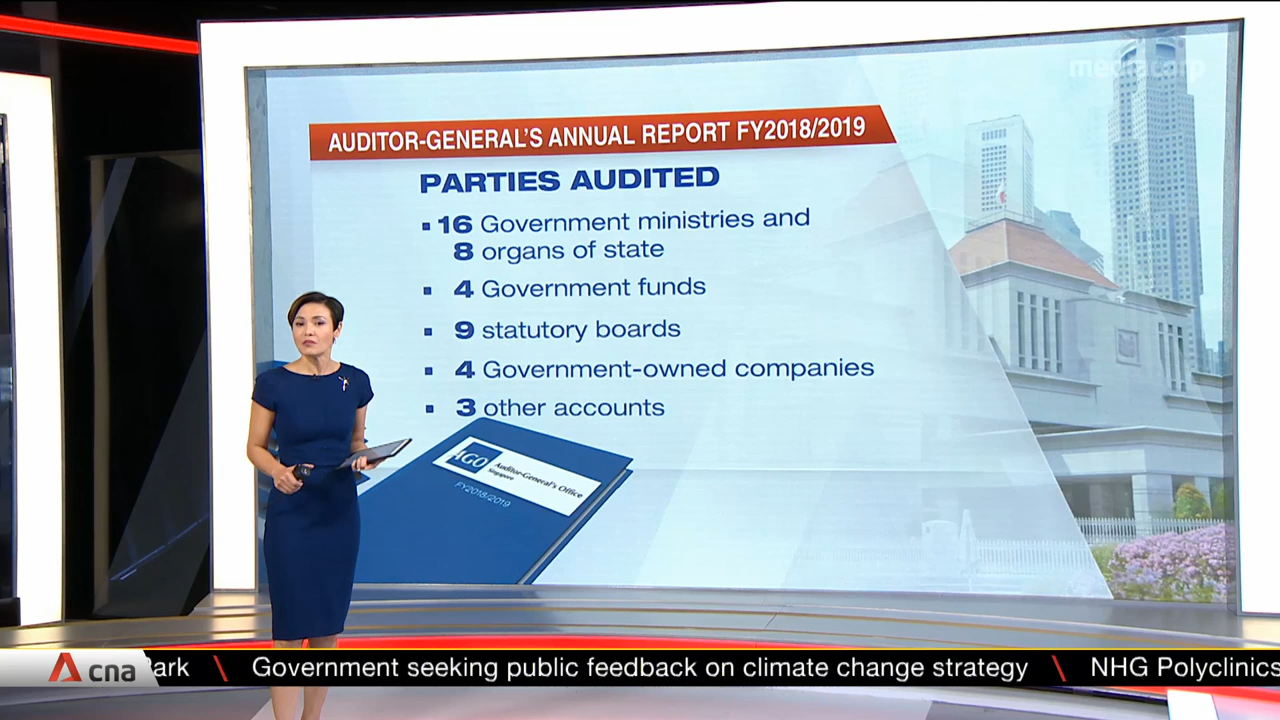 mediacorp
AUDITOR-GENERAL'S ANNUAL REPORT FY2018/2019
PARTIES AUDITED
▪ 16 Government ministries and
8 organs of state
▪ 4 Government funds
▪ 9 statutory boards
▪ 4 Government-owned companies
▪ 3 other accounts
AGO Auditor-General's Office
Singapore
FY2018/2019
cna ark \ Government seeking public feedback on climate change strategy \ NHG Polyclinics